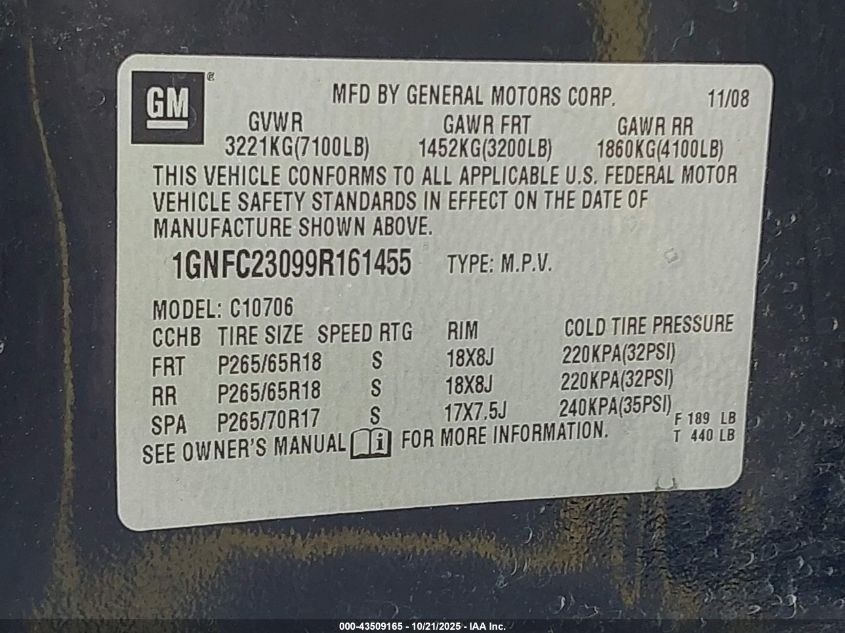 GM ®
MFD BY GENERAL MOTORS CORP. 11/08
GVWR GAWR FRT GAWR RR
3221KG(7100LB) 1452KG(3200LB) 1860KG(4100LB)
THIS VEHICLE CONFORMS TO ALL APPLICABLE U.S. FEDERAL MOTOR
VEHICLE SAFETY STANDARDS IN EFFECT ON THE DATE OF
MANUFACTURE SHOWN ABOVE.
1GNFC23099R161455 TYPE: M.P.V.
MODEL: C10706
CCHB TIRE SIZE SPEED RTG RIM COLD TIRE PRESSURE
FRT P265/65R18 S 18X8J 220KPA(32PSI)
RR P265/65R18 S 18X8J 220KPA(32PSI)
SPA P265/70R17 S 17X7.5J 240KPA(35PSI)
F 189 LB
T 440 LB
SEE OWNER'S MANUAL i FOR MORE INFORMATION.
000-43509165 - 10/21/2025 - IAA Inc.